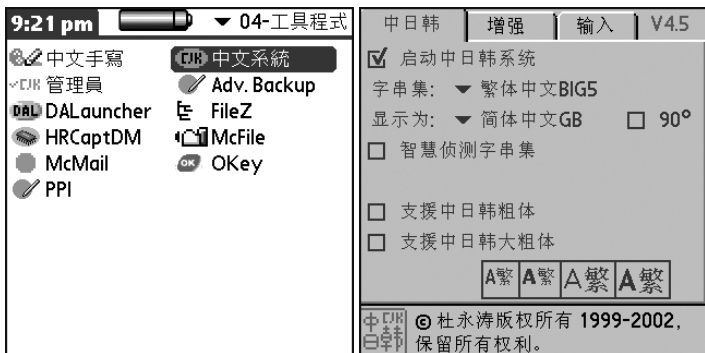 9:21 pm 04-工具程式
中文手寫 CJK 中文系統
CJK 管理員 Adv. Backup
DAL DALauncher FileZ
HRCaptDM McFile
McMail OK OKey
PPI
中日韩 增强 输入 V4.5
启动中日韩系统
字串集: 繁体中文BIG5
显示为: 简体中文GB 90°
智慧侦测字串集
支援中日韩粗体
支援中日韩大粗体
A繁 A繁 A繁 A繁
© 杜永涛版权所有 1999-2002,
保留所有权利。